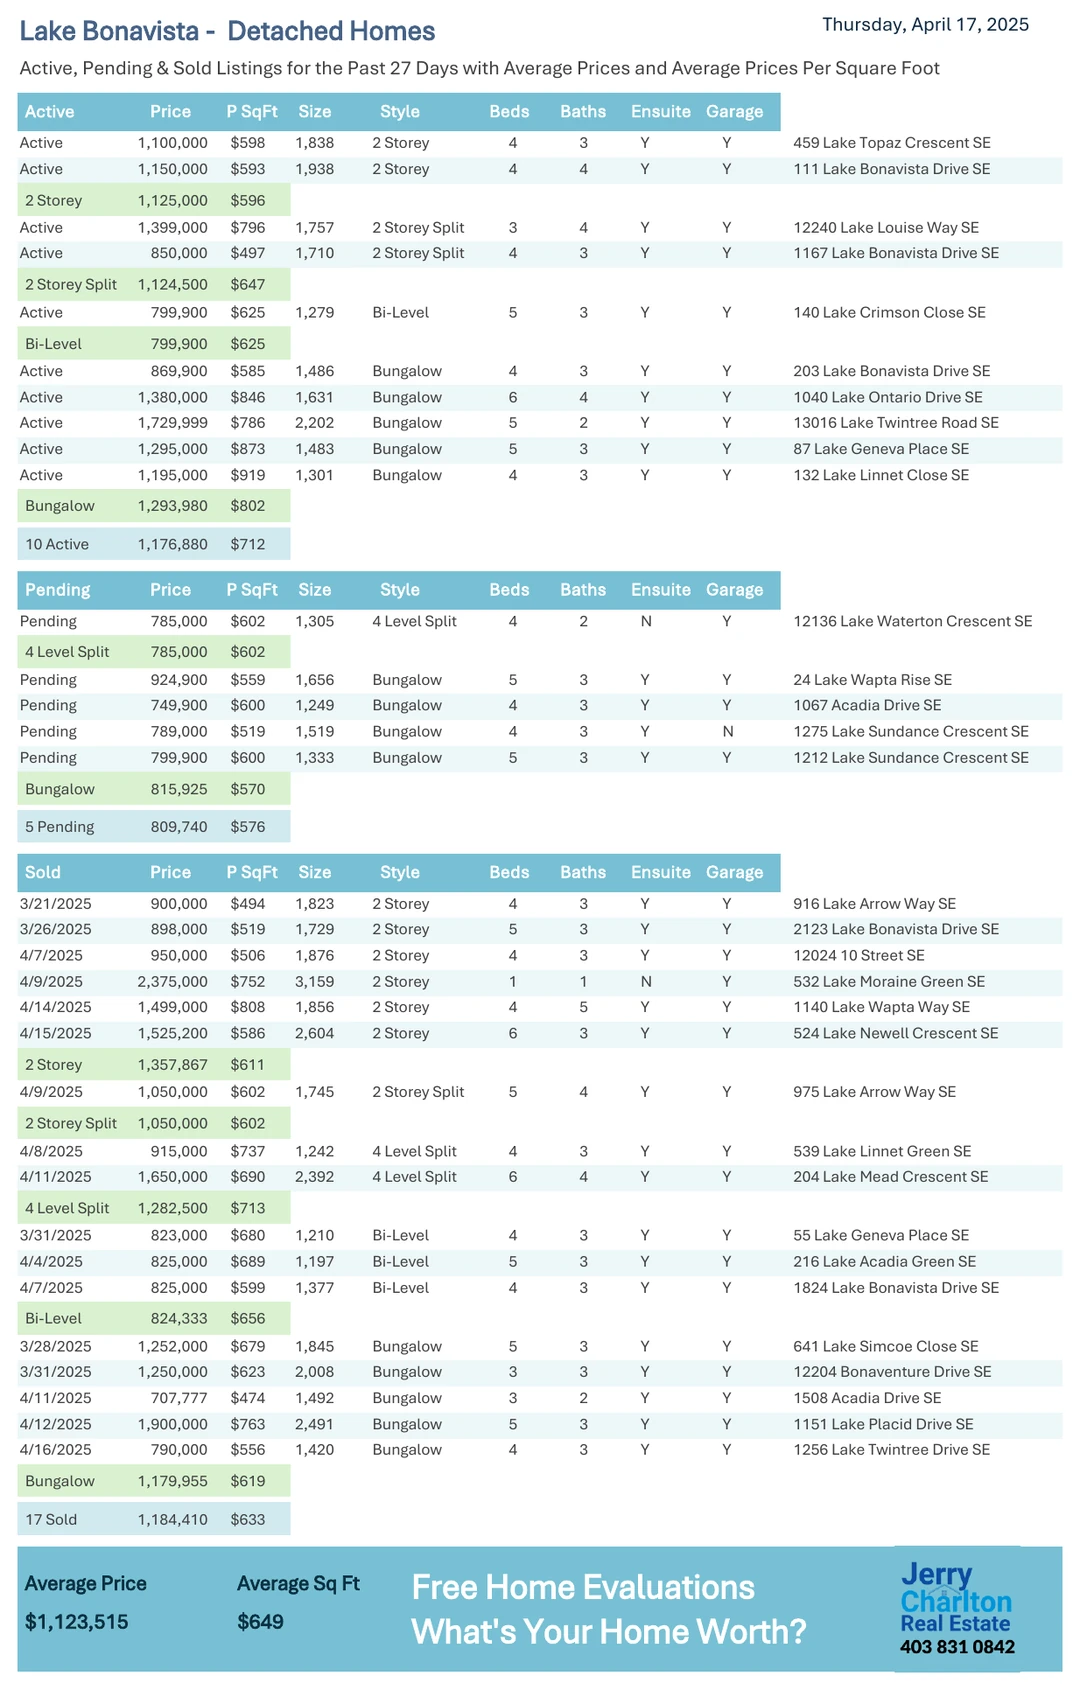 Lake Bonavista - Detached Homes
Thursday, April 17, 2025
Active, Pending & Sold Listings for the Past 27 Days with Average Prices and Average Prices Per Square Foot
Active Price P SqFt Size Style Beds Baths Ensuite Garage
Active 1,100,000 $598 1,838 2 Storey 4 3 Y Y 459 Lake Topaz Crescent SE
Active 1,150,000 $593 1,938 2 Storey 4 4 Y Y 111 Lake Bonavista Drive SE
2 Storey 1,125,000 $596
Active 1,399,000 $796 1,757 2 Storey Split 3 4 Y Y 12240 Lake Louise Way SE
Active 850,000 $497 1,710 2 Storey Split 4 3 Y Y 1167 Lake Bonavista Drive SE
2 Storey Split 1,124,500 $647
Active 799,900 $625 1,279 Bi-Level 5 3 Y Y 140 Lake Crimson Close SE
Bi-Level 799,900 $625
Active 869,900 $585 1,486 Bungalow 4 3 Y Y 203 Lake Bonavista Drive SE
Active 1,380,000 $846 1,631 Bungalow 6 4 Y Y 1040 Lake Ontario Drive SE
Active 1,729,999 $786 2,202 Bungalow 5 2 Y Y 13016 Lake Twintree Road SE
Active 1,295,000 $873 1,483 Bungalow 5 3 Y Y 87 Lake Geneva Place SE
Active 1,195,000 $919 1,301 Bungalow 4 3 Y Y 132 Lake Linnet Close SE
Bungalow 1,293,980 $802
10 Active 1,176,880 $712
Pending Price P SqFt Size Style Beds Baths Ensuite Garage
Pending 785,000 $602 1,305 4 Level Split 4 2 N Y 12136 Lake Waterton Crescent SE
4 Level Split 785,000 $602
Pending 924,900 $559 1,656 Bungalow 5 3 Y Y 24 Lake Wapta Rise SE
Pending 749,900 $600 1,249 Bungalow 4 3 Y Y 1067 Acadia Drive SE
Pending 789,000 $519 1,519 Bungalow 4 3 Y N 1275 Lake Sundance Crescent SE
Pending 799,900 $600 1,333 Bungalow 5 3 Y Y 1212 Lake Sundance Crescent SE
Bungalow 815,925 $570
5 Pending 809,740 $576
Sold Price P SqFt Size Style Beds Baths Ensuite Garage
3/21/2025 900,000 $494 1,823 2 Storey 4 3 Y Y 916 Lake Arrow Way SE
3/26/2025 898,000 $519 1,729 2 Storey 5 3 Y Y 2123 Lake Bonavista Drive SE
4/7/2025 950,000 $506 1,876 2 Storey 4 3 Y Y 12024 10 Street SE
4/9/2025 2,375,000 $752 3,159 2 Storey 1 1 N Y 532 Lake Moraine Green SE
4/14/2025 1,499,000 $808 1,856 2 Storey 4 5 Y Y 1140 Lake Wapta Way SE
4/15/2025 1,525,200 $586 2,604 2 Storey 6 3 Y Y 524 Lake Newell Crescent SE
2 Storey 1,357,867 $611
4/9/2025 1,050,000 $602 1,745 2 Storey Split 5 4 Y Y 975 Lake Arrow Way SE
2 Storey Split 1,050,000 $602
4/8/2025 915,000 $737 1,242 4 Level Split 4 3 Y Y 539 Lake Linnet Green SE
4/11/2025 1,650,000 $690 2,392 4 Level Split 6 4 Y Y 204 Lake Mead Crescent SE
4 Level Split 1,282,500 $713
3/31/2025 823,000 $680 1,210 Bi-Level 4 3 Y Y 55 Lake Geneva Place SE
4/4/2025 825,000 $689 1,197 Bi-Level 5 3 Y Y 216 Lake Acadia Green SE
4/7/2025 825,000 $599 1,377 Bi-Level 4 3 Y Y 1824 Lake Bonavista Drive SE
Bi-Level 824,333 $656
3/28/2025 1,252,000 $679 1,845 Bungalow 5 3 Y Y 641 Lake Simcoe Close SE
3/31/2025 1,250,000 $623 2,008 Bungalow 3 3 Y Y 12204 Bonaventure Drive SE
4/11/2025 707,777 $474 1,492 Bungalow 3 2 Y Y 1508 Acadia Drive SE
4/12/2025 1,900,000 $763 2,491 Bungalow 5 3 Y Y 1151 Lake Placid Drive SE
4/16/2025 790,000 $556 1,420 Bungalow 4 3 Y Y 1256 Lake Twintree Drive SE
Bungalow 1,179,955 $619
17 Sold 1,184,410 $633
Average Price Average Sq Ft
$1,123,515 $649
Free Home Evaluations
What's Your Home Worth?
Jerry
Charlton
Real Estate
403 831 0842